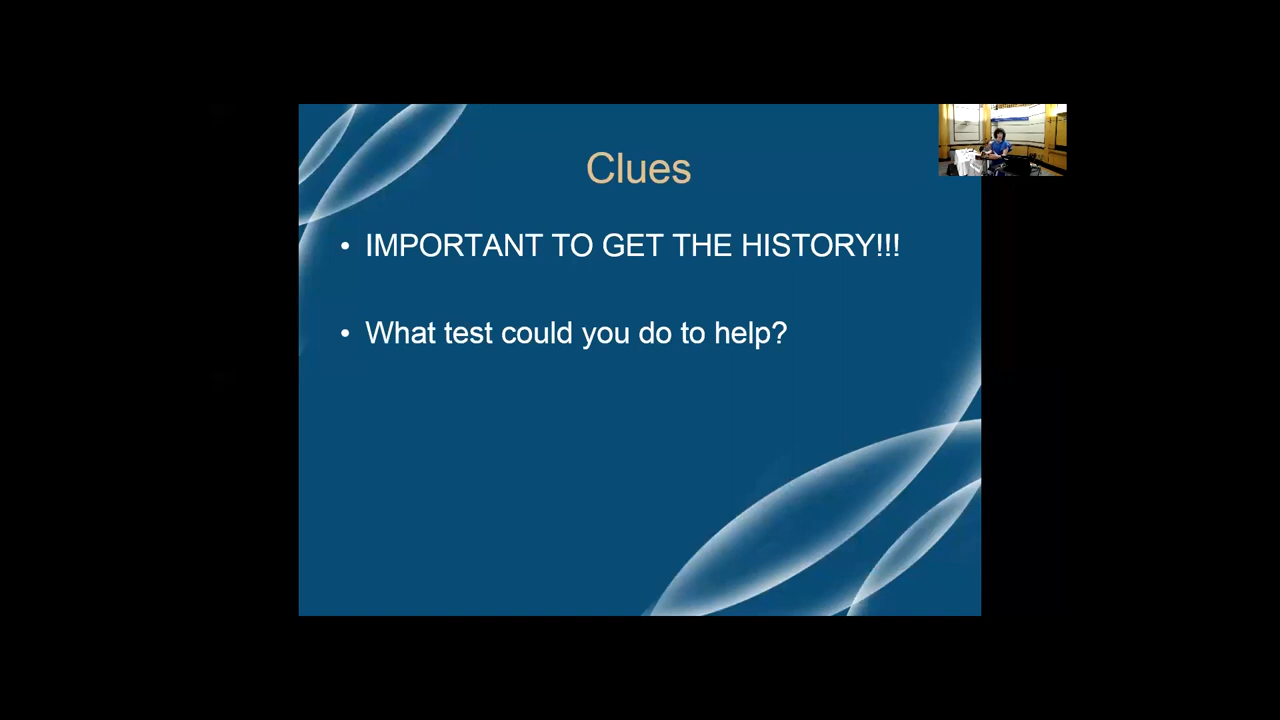 Clues
• IMPORTANT TO GET THE HISTORY!!!
• What test could you do to help?